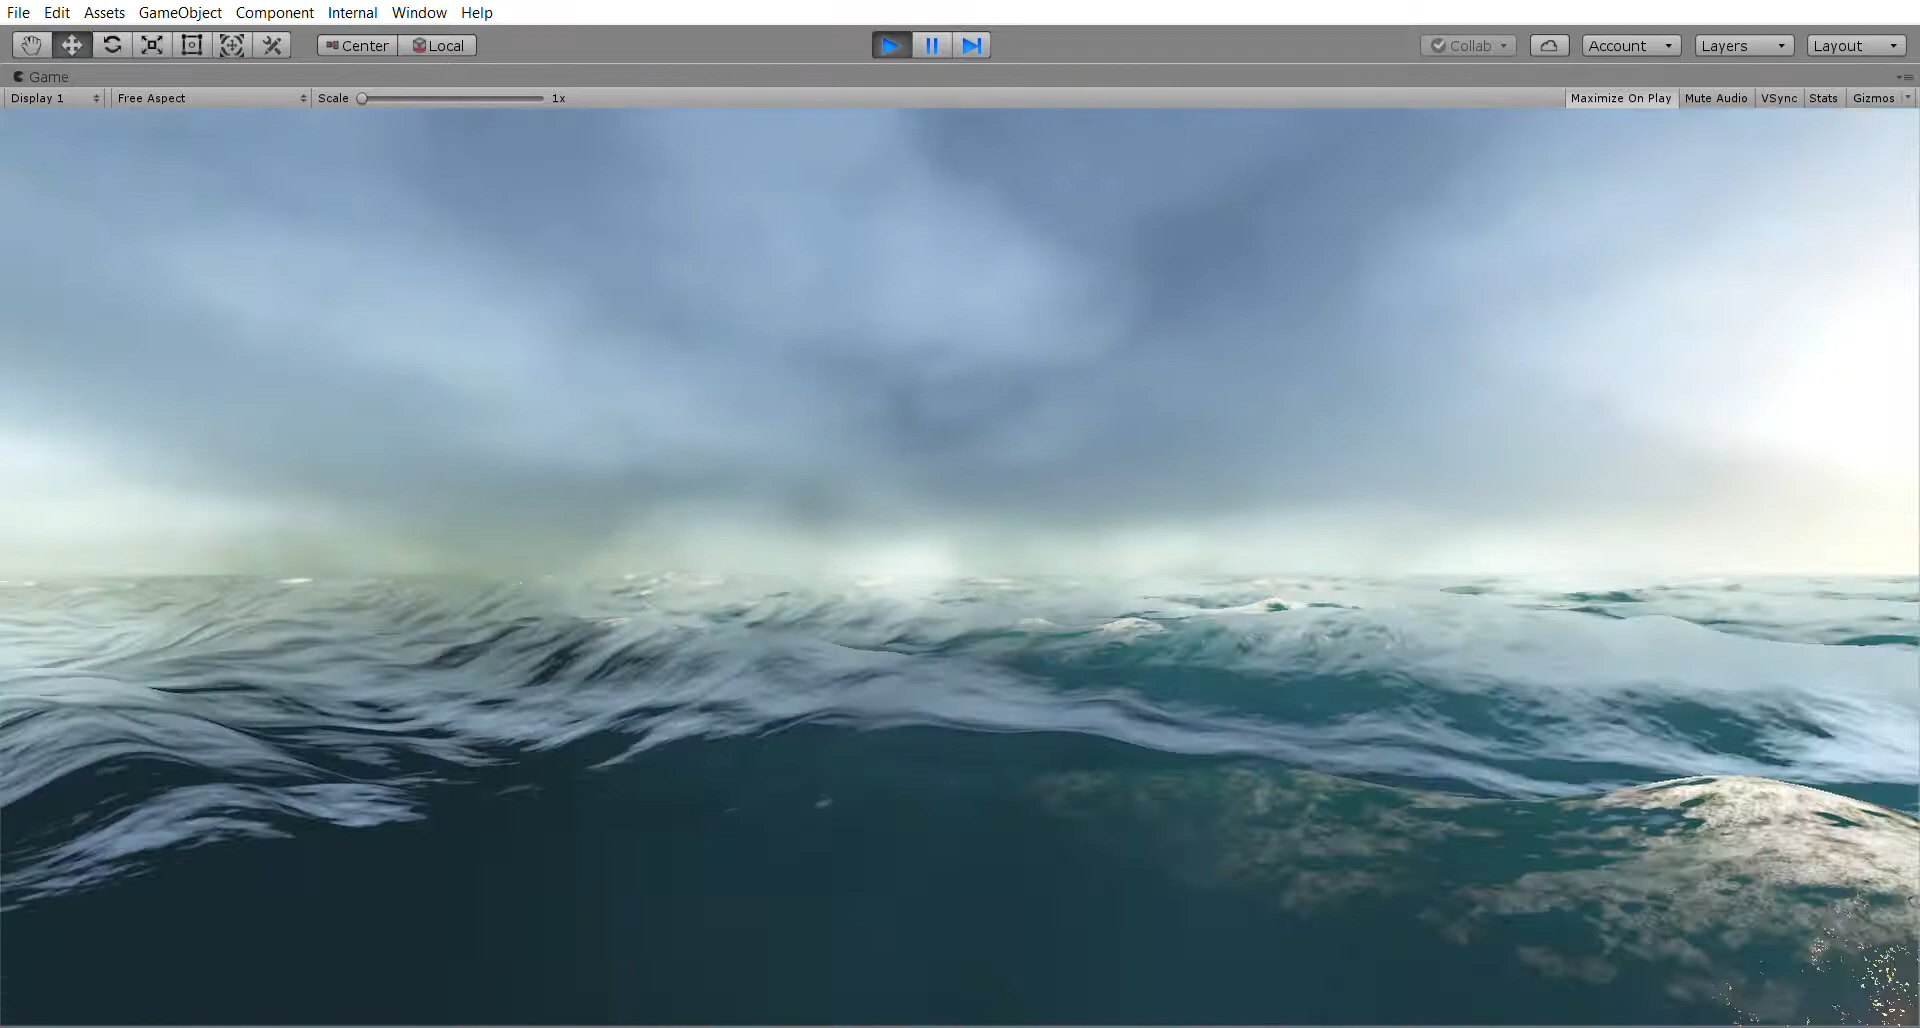 File Edit Assets GameObject Component Internal Window Help
Center Local Collab Account Layers Layout
Game
Display 1 Free Aspect Scale 1x Maximize On Play Mute Audio VSync Stats Gizmos